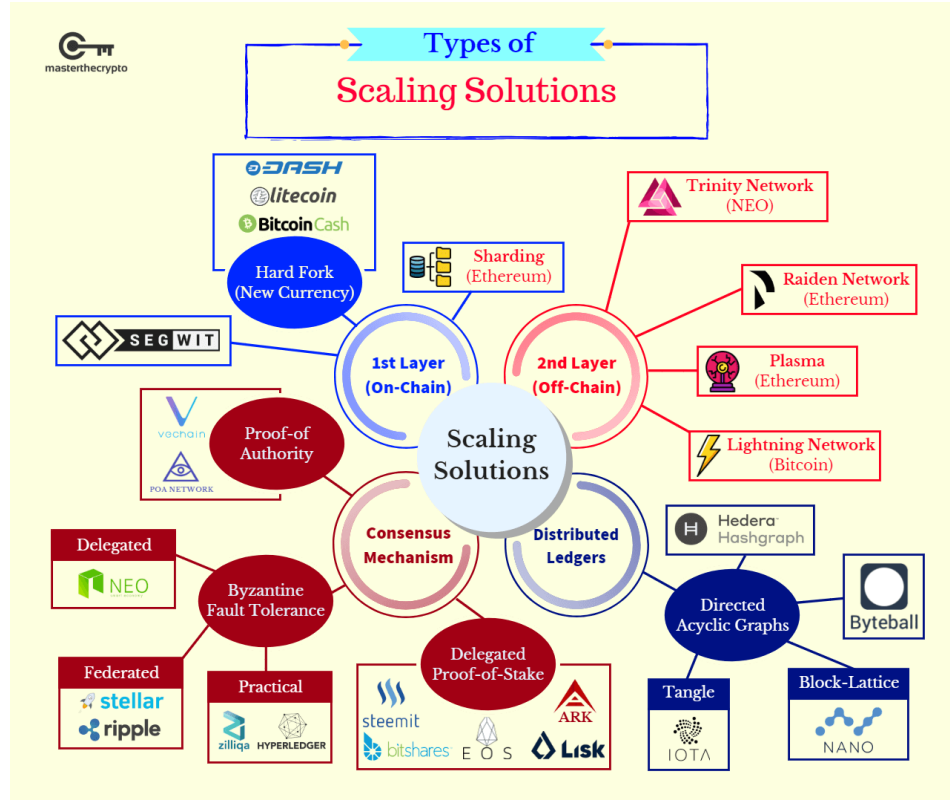 masterthecrypto
Types of
Scaling Solutions
DASH
litecoin
BitcoinCash
Hard Fork
(New Currency)
Sharding
(Ethereum)
SEGWIT
1st Layer
(On-Chain)
Trinity Network
(NEO)
Raiden Network
(Ethereum)
Plasma
(Ethereum)
Lightning Network
(Bitcoin)
2nd Layer
(Off-Chain)
Scaling
Solutions
vechain
POA NETWORK
Proof-of
Authority
Consensus
Mechanism
Delegated
NEO
Byzantine
Fault Tolerance
Federated
stellar
ripple
Practical
zilliqa
HYPERLEDGER
Delegated
Proof-of-Stake
steemit
ARK
bitshares
EOS
LISK
Distributed
Ledgers
H
Hedera
Hashgraph
Directed
Acyclic Graphs
Byteball
Tangle
IOTA
Block-Lattice
NANO